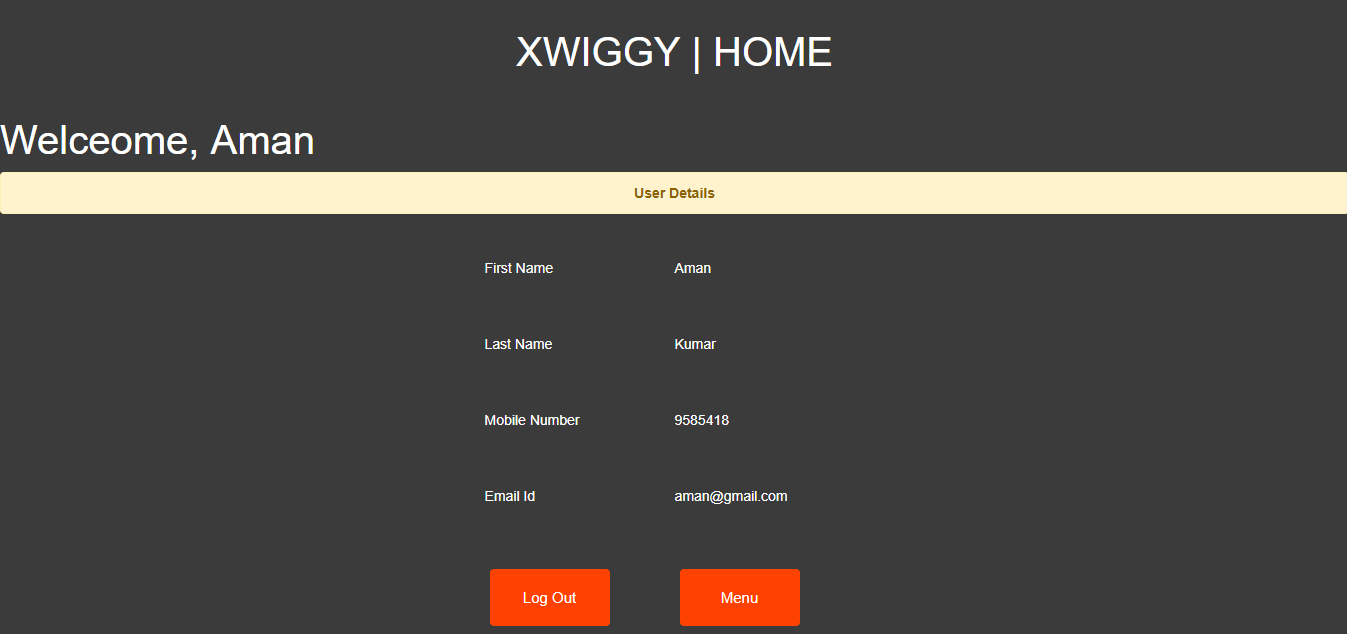 XWIGGY | HOME
Welceome, Aman
User Details
First Name Aman
Last Name Kumar
Mobile Number 9585418
Email Id aman@gmail.com
Log Out Menu